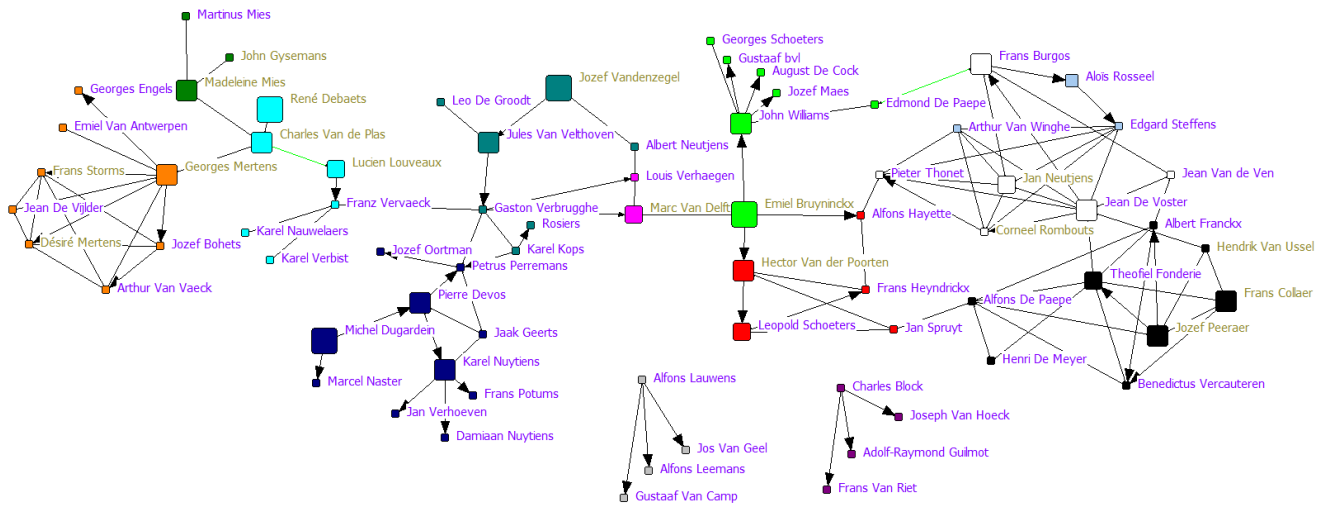 Martinus Mies
Georges Schoeters
John Gysemans
Gustaaf bvl
Frans Burgos
August De Cock
Madeleine Mies
Georges Engels
Jozef Vandenzegel
Aloïs Rosseel
René Debaets
Leo De Groodt
Jozef Maes
Edmond De Paepe
John Wiliams
Emiel Van Antwerpen
Charles Van de Plas
Jules Van Velthoven
Arthur Van Winghe
Edgard Steffens
Albert Neutjens
Lucien Louveaux
Georges Mertens
Frans Storms
Louis Verhaegen
Pieter Thonet
Jan Neutjens
Jean Van de Ven
Jean De Vijlder
Franz Vervaeck
Gaston Verbrugghe
Marc Van Delft
Emiel Bruyninckx
Alfons Hayette
Jean De Voster
Rosiers
Albert Franckx
Karel Nauwelaers
Corneel Rombouts
Désiré Mertens
Jozef Bohets
Jozef Oortman
Karel Kops
Hendrik Van Ussel
Karel Verbist
Petrus Perremans
Hector Van der Poorten
Theofiel Fonderie
Arthur Van Vaeck
Pierre Devos
Frans Heyndrickx
Frans Collaer
Alfons De Paepe
Michel Dugardein
Jaak Geerts
Leopold Schoeters
Jan Spruyt
Jozef Peeraer
Henri De Meyer
Karel Nuytiens
Marcel Naster
Alfons Lauwens
Charles Block
Benedictus Vercauteren
Frans Potums
Jan Verhoeven
Joseph Van Hoeck
Damiaan Nuytiens
Jos Van Geel
Adolf-Raymond Guilmot
Alfons Leemans
Frans Van Riet
Gustaaf Van Camp